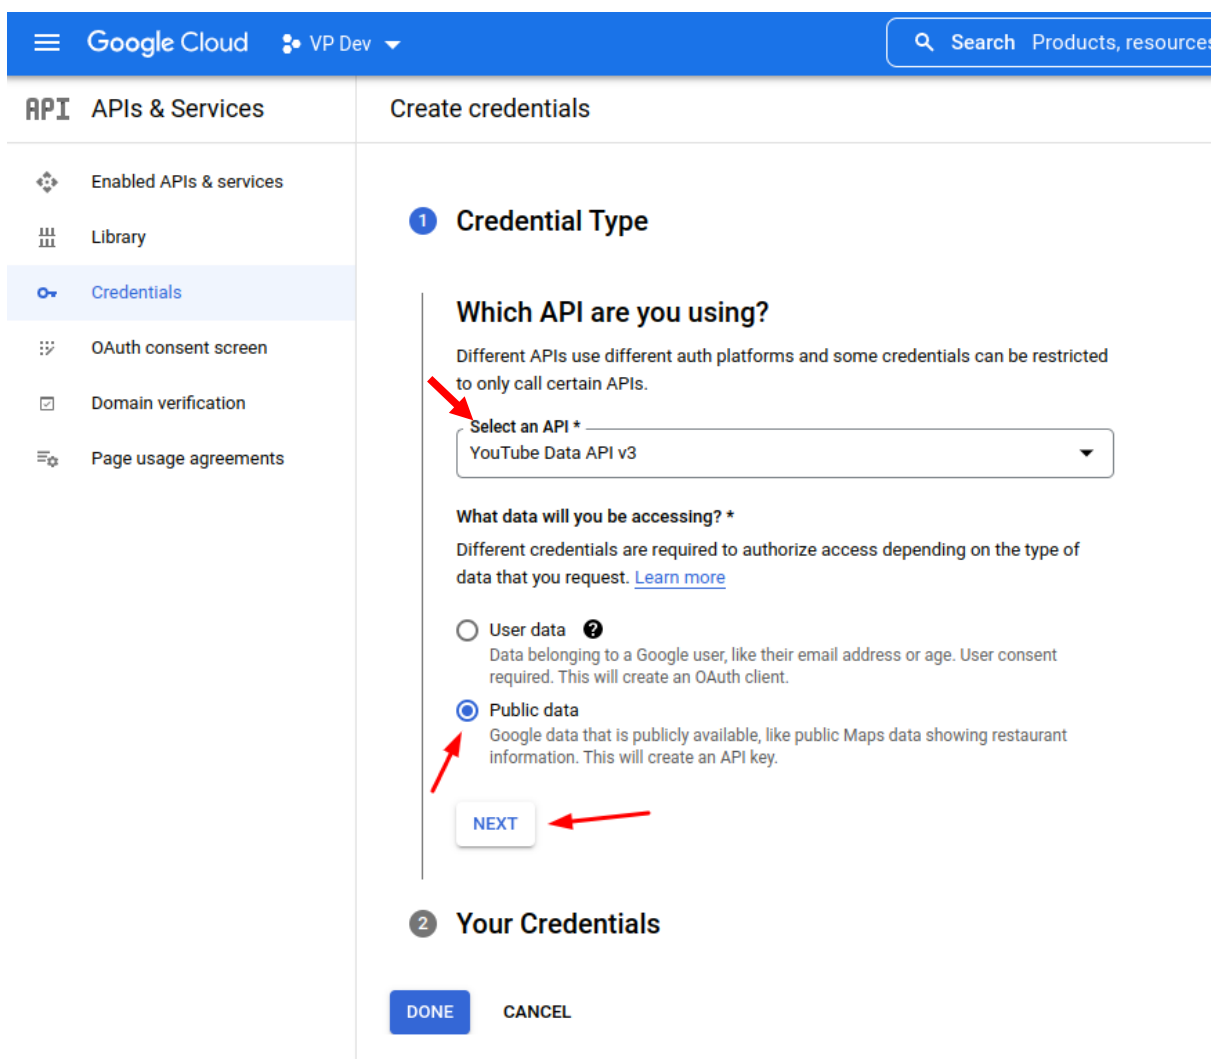 Google Cloud VP Dev Search Products, resources
API APIs & Services
Create credentials
Enabled APIs & services
Library
Credentials
OAuth consent screen
Domain verification
Page usage agreements
1 Credential Type
Which API are you using?
Different APIs use different auth platforms and some credentials can be restricted
to only call certain APIs.
Select an API *
YouTube Data API v3
What data will you be accessing? *
Different credentials are required to authorize access depending on the type of
data that you request. Learn more
User data ?
Data belonging to a Google user, like their email address or age. User consent
required. This will create an OAuth client.
Public data
Google data that is publicly available, like public Maps data showing restaurant
information. This will create an API key.
NEXT
2 Your Credentials
DONE CANCEL